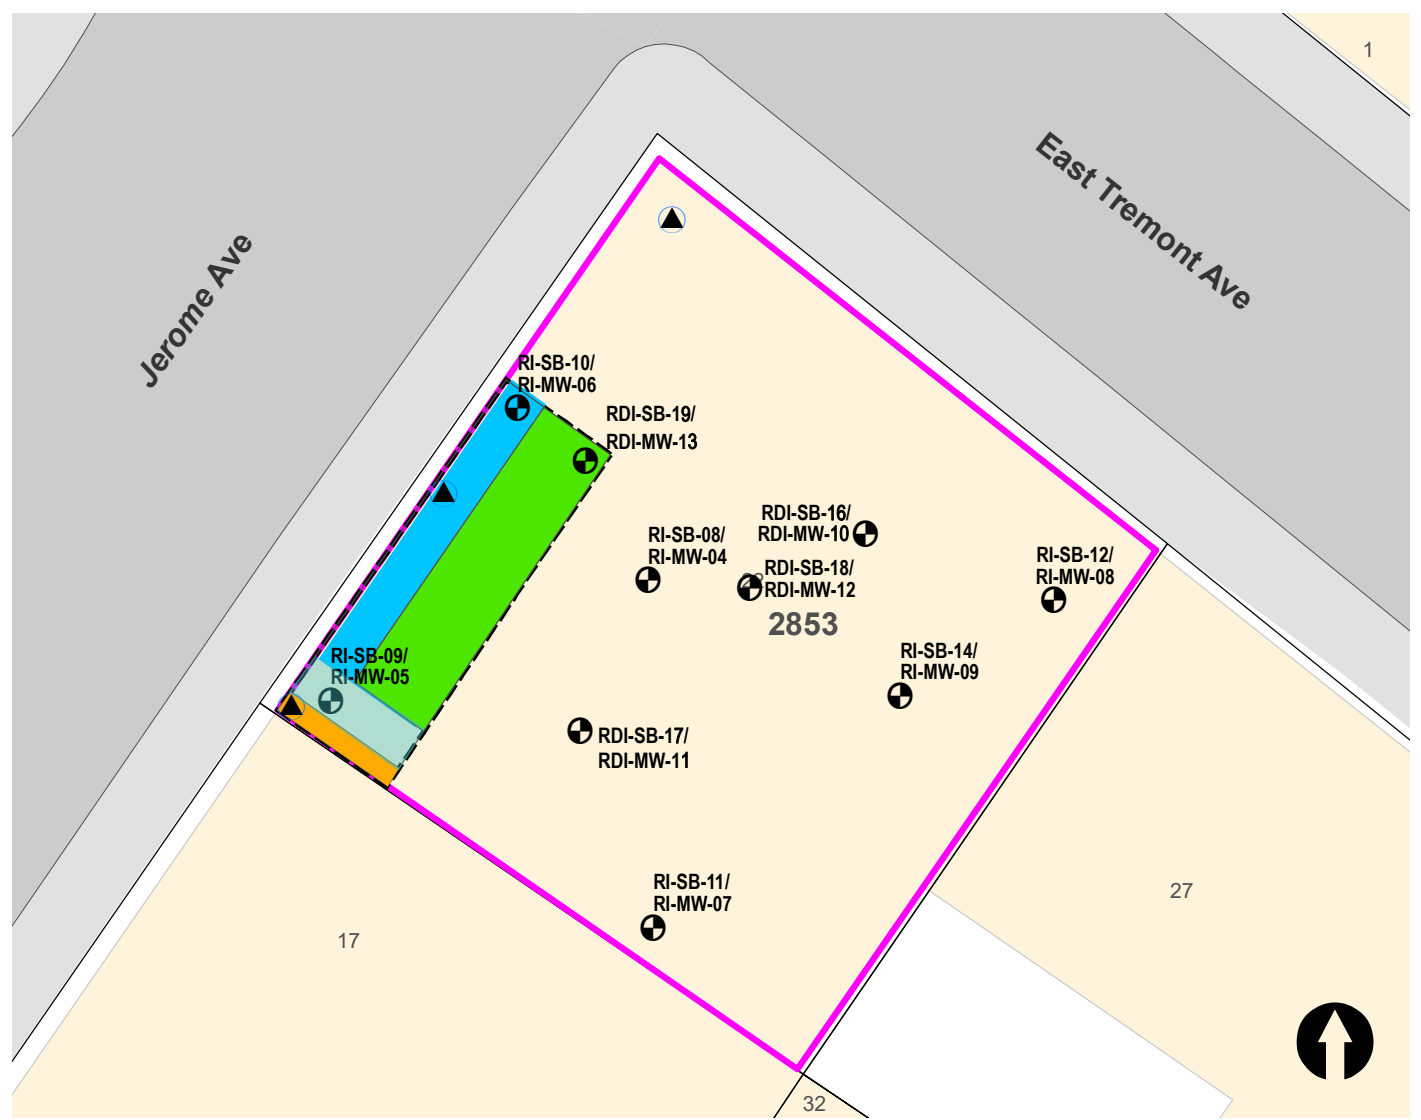 1
East Tremont Ave
Jerome Ave
RI-SB-10/
RI-MW-06
RDI-SB-19/
RDI-MW-13
RDI-SB-16/
RDI-MW-10
RI-SB-08/
RI-MW-04
RDI-SB-18/
RDI-MW-12
RI-SB-12/
RI-MW-08
2853
RI-SB-09/
RI-MW-05
RI-SB-14/
RI-MW-09
RDI-SB-17/
RDI-MW-11
RI-SB-11/
RI-MW-07
27
17
32